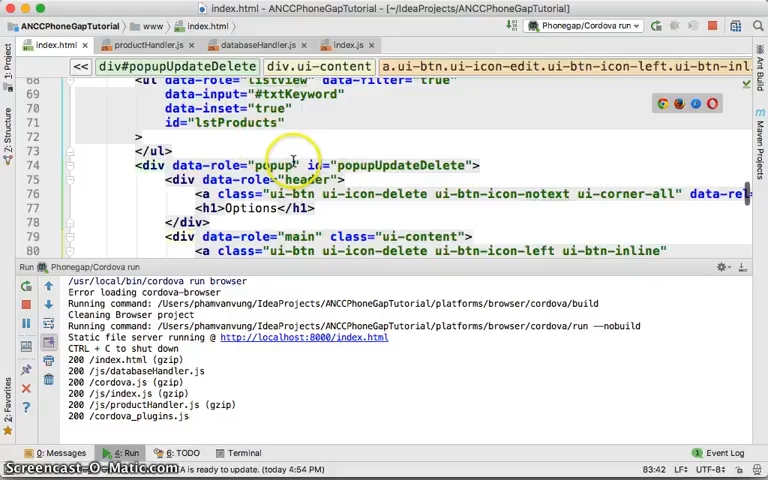 index.html - ANCCPhoneGapTutorial - [~/IdeaProjects/ANCCPhoneGapTutorial]
ANCCPhoneGapTutorial www index.html Phonegap/Cordova run
index.html productHandler.js databaseHandler.js index.js
<< div#popupUpdateDelete div.ui-content a.ui-btn.ui-icon-edit.ui-btn-icon-left.ui-btn-inl
68 <ul data-role="listview" data-filter="true"
69 data-input="#txtKeyword"
70 data-inset="true"
71 id="lstProducts"
72 >
73 </ul>
74 <div data-role="popup" id="popupUpdateDelete">
75 <div data-role="header">
76 <a class="ui-btn ui-icon-delete ui-btn-icon-notext ui-corner-all" data-rel
77 <h1>Options</h1>
78 </div>
79 <div data-role="main" class="ui-content">
80 <a class="ui-btn ui-icon-delete ui-btn-icon-left ui-btn-inline"
1: Project
7: Structure
2: Favorites
Ant Build
Maven Projects
Run Phonegap/Cordova run
/usr/local/bin/cordova run browser
Error loading cordova-browser
Running command: /Users/phamvanvung/IdeaProjects/ANCCPhoneGapTutorial/platforms/browser/cordova/build
Cleaning Browser project
Running command: /Users/phamvanvung/IdeaProjects/ANCCPhoneGapTutorial/platforms/browser/cordova/run --nobuild
Static file server running @ http://localhost:8000/index.html
CTRL + C to shut down
200 /index.html (gzip)
200 /js/databaseHandler.js
200 /cordova.js (gzip)
200 /js/index.js (gzip)
200 /js/productHandler.js (gzip)
200 /cordova_plugins.js
0: Messages 4: Run 6: TODO Terminal Event Log
Screencast-O-Matic.com A is ready to update. (today 4:54 PM) 83:42 LF÷ UTF-8÷